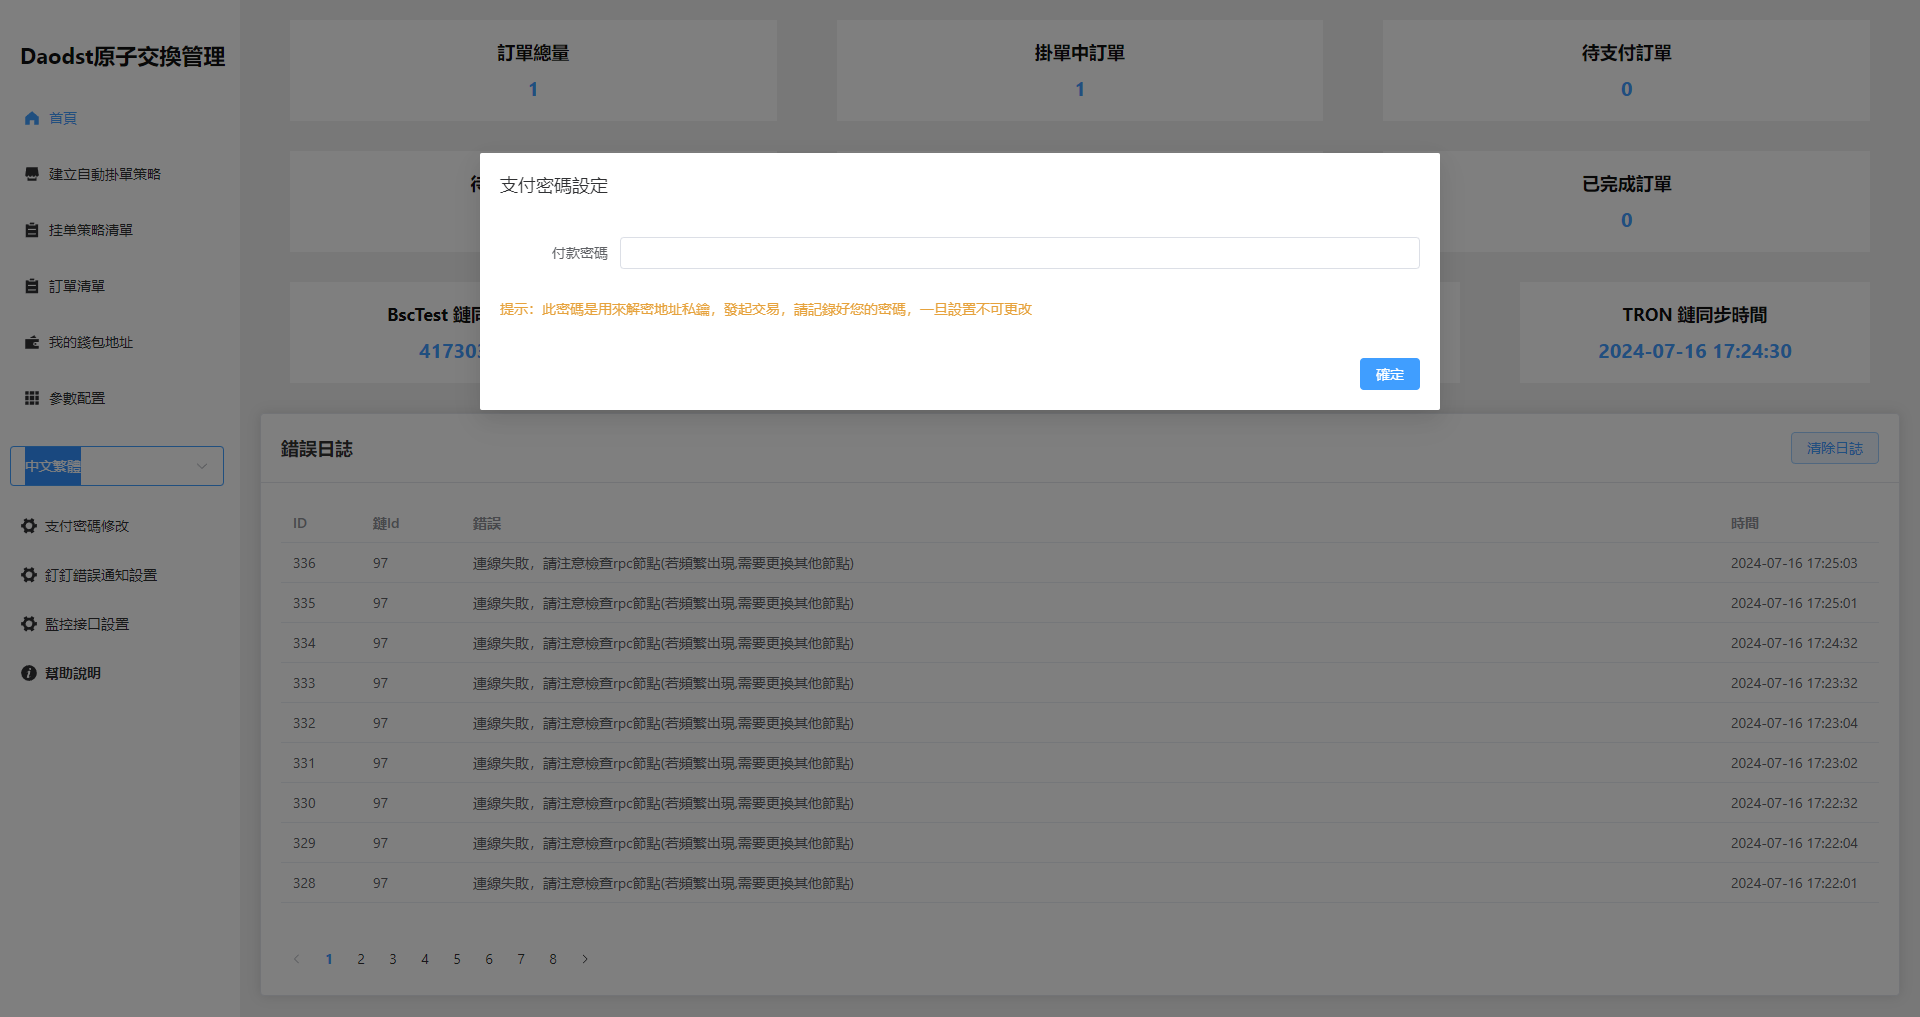 Daodst原子交換管理
首頁
建立自動掛單策略
挂单策略清單
訂單清單
我的錢包地址
參數配置
中文繁體
支付密碼修改
釘釘錯誤通知設置
監控接口設置
幫助說明
訂單總量
1
掛單中訂單
1
待支付訂單
0
已完成訂單
0
BscTest 鏈
41730
TRON 鏈同步時間
2024-07-16 17:24:30
支付密碼設定
付款密碼
提示：此密碼是用來解密地址私鑰，發起交易，請記錄好您的密碼，一旦設置不可更改
確定
錯誤日誌
清除日誌
ID 鏈Id 錯誤 時間
336 97 連線失敗，請注意檢查rpc節點(若頻繁出現,需要更換其他節點) 2024-07-16 17:25:03
335 97 連線失敗，請注意檢查rpc節點(若頻繁出現,需要更換其他節點) 2024-07-16 17:25:01
334 97 連線失敗，請注意檢查rpc節點(若頻繁出現,需要更換其他節點) 2024-07-16 17:24:32
333 97 連線失敗，請注意檢查rpc節點(若頻繁出現,需要更換其他節點) 2024-07-16 17:23:32
332 97 連線失敗，請注意檢查rpc節點(若頻繁出現,需要更換其他節點) 2024-07-16 17:23:04
331 97 連線失敗，請注意檢查rpc節點(若頻繁出現,需要更換其他節點) 2024-07-16 17:23:02
330 97 連線失敗，請注意檢查rpc節點(若頻繁出現,需要更換其他節點) 2024-07-16 17:22:32
329 97 連線失敗，請注意檢查rpc節點(若頻繁出現,需要更換其他節點) 2024-07-16 17:22:04
328 97 連線失敗，請注意檢查rpc節點(若頻繁出現,需要更換其他節點) 2024-07-16 17:22:01
1 2 3 4 5 6 7 8